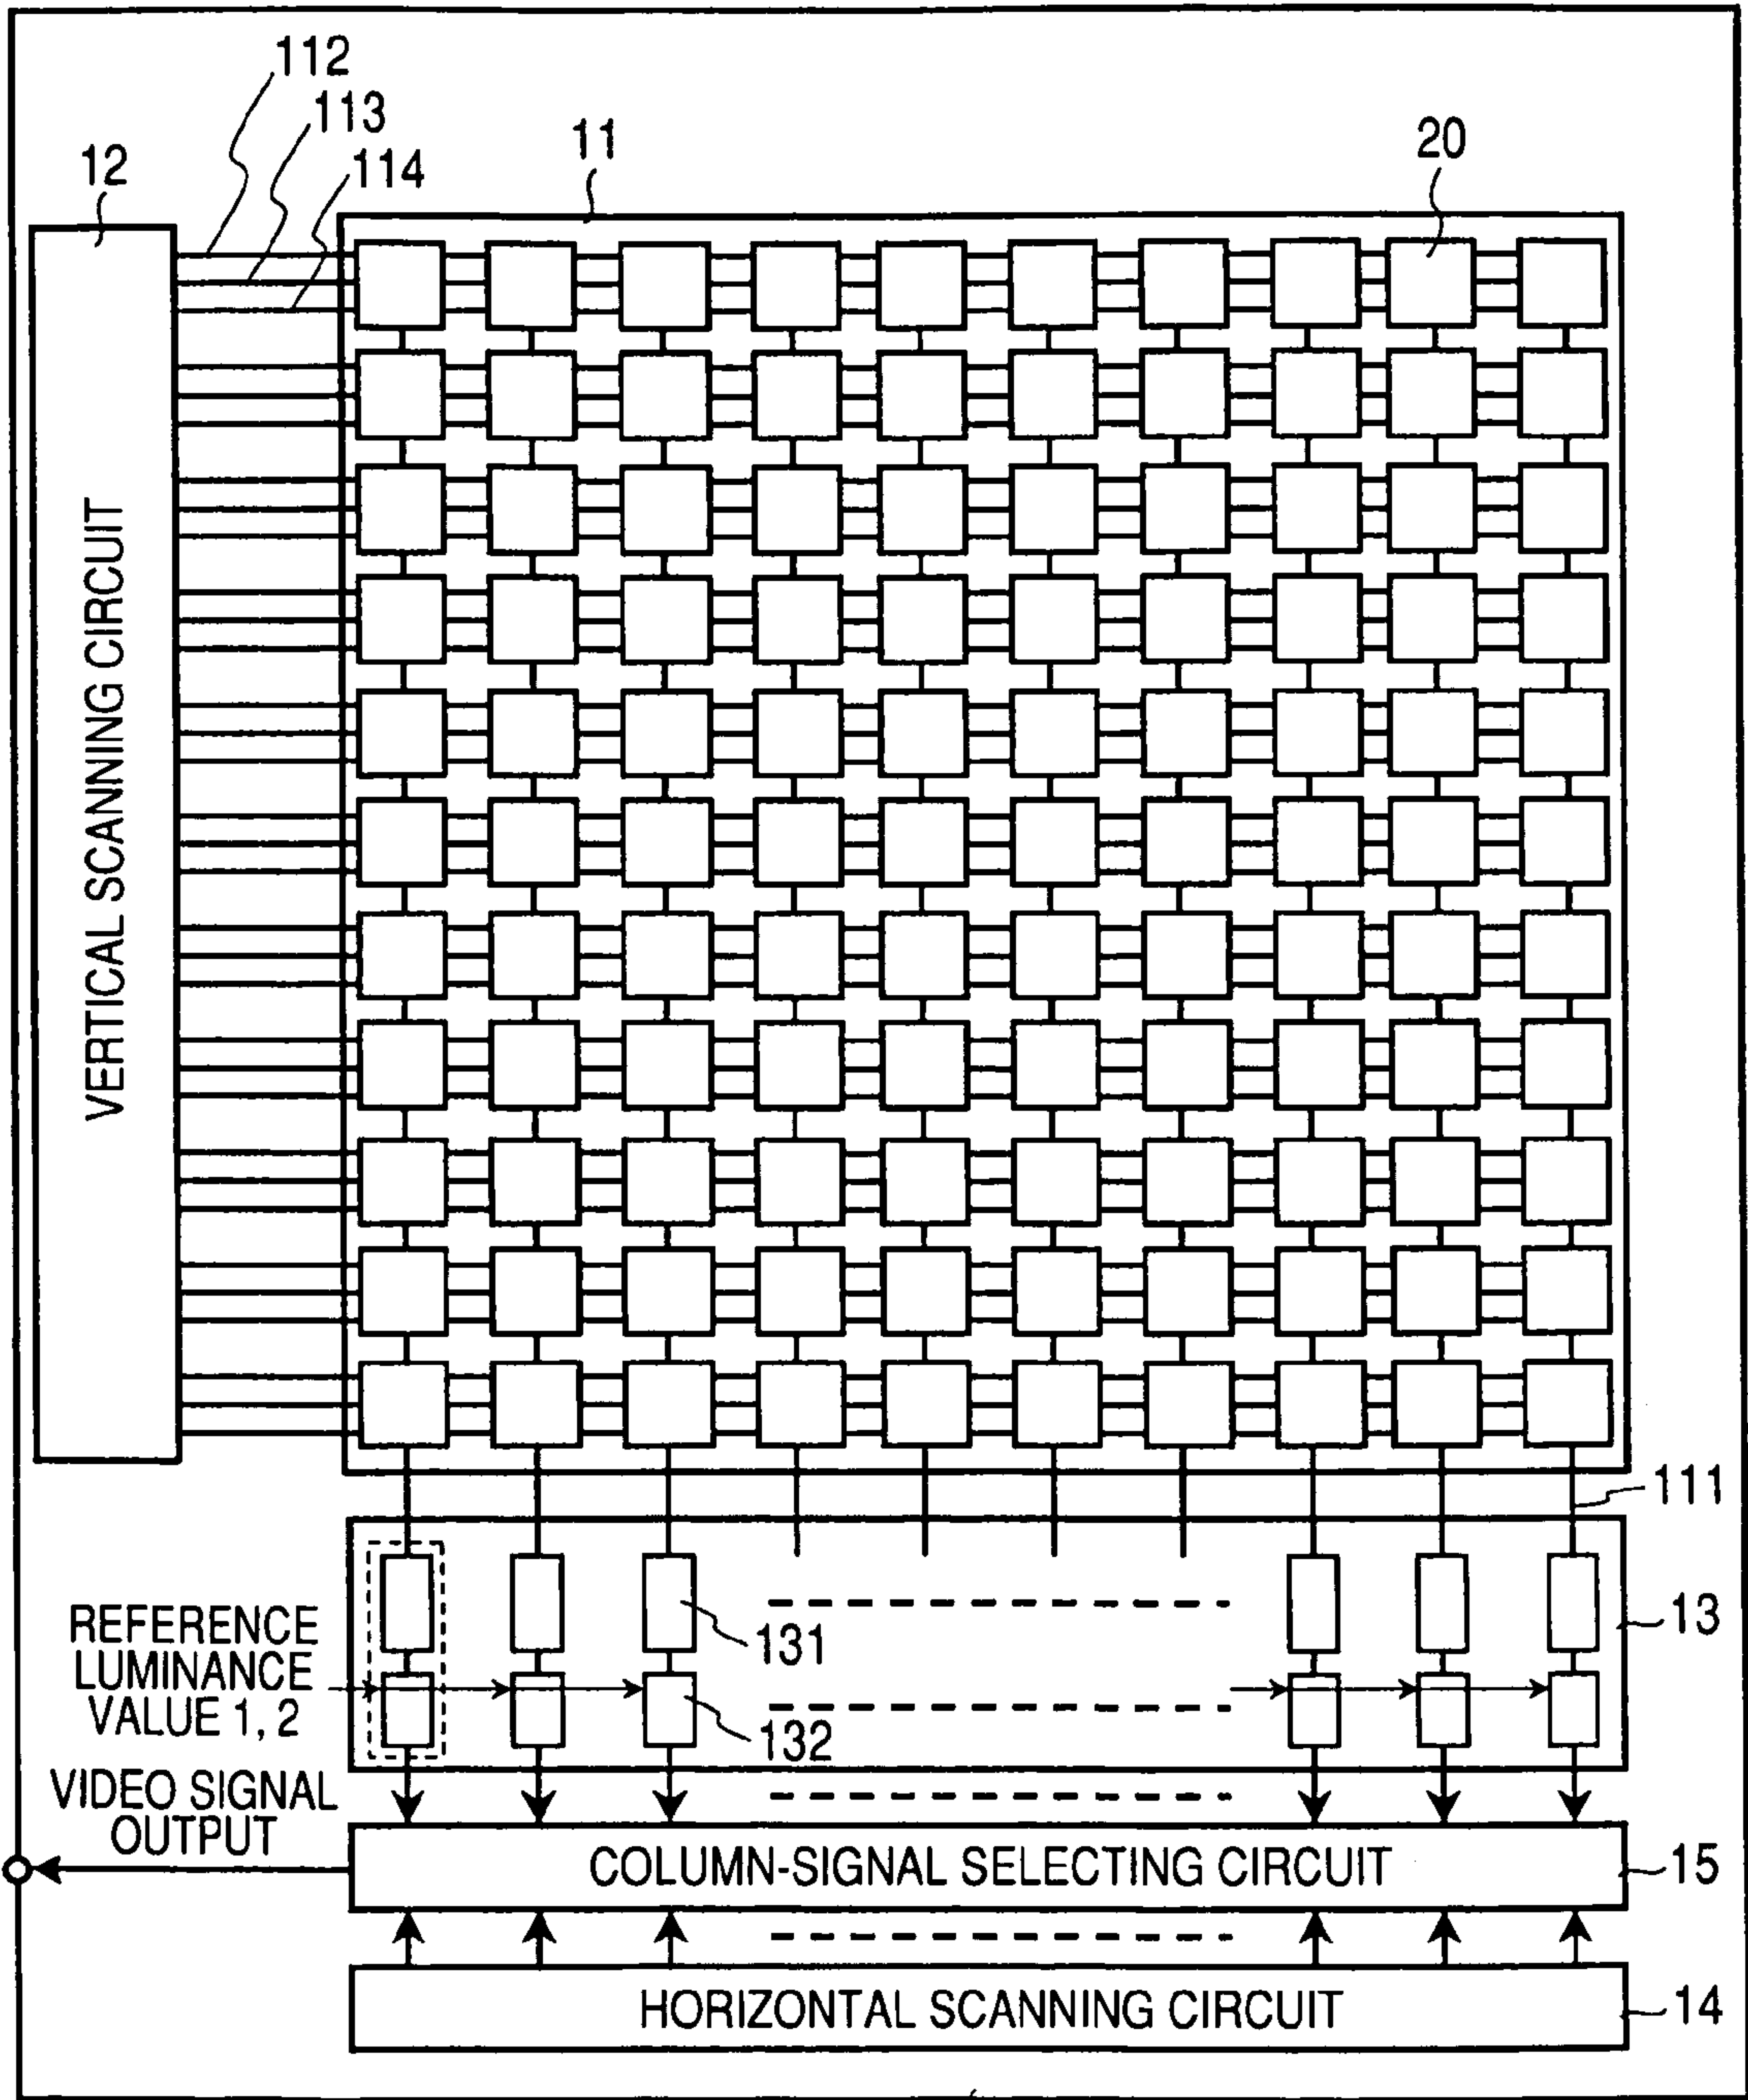 112
113
11
20
12
114
VERTICAL SCANNING CIRCUIT
111
REFERENCE
LUMINANCE
VALUE 1, 2
131
13
132
VIDEO SIGNAL
OUTPUT
COLUMN-SIGNAL SELECTING CIRCUIT
15
HORIZONTAL SCANNING CIRCUIT
14